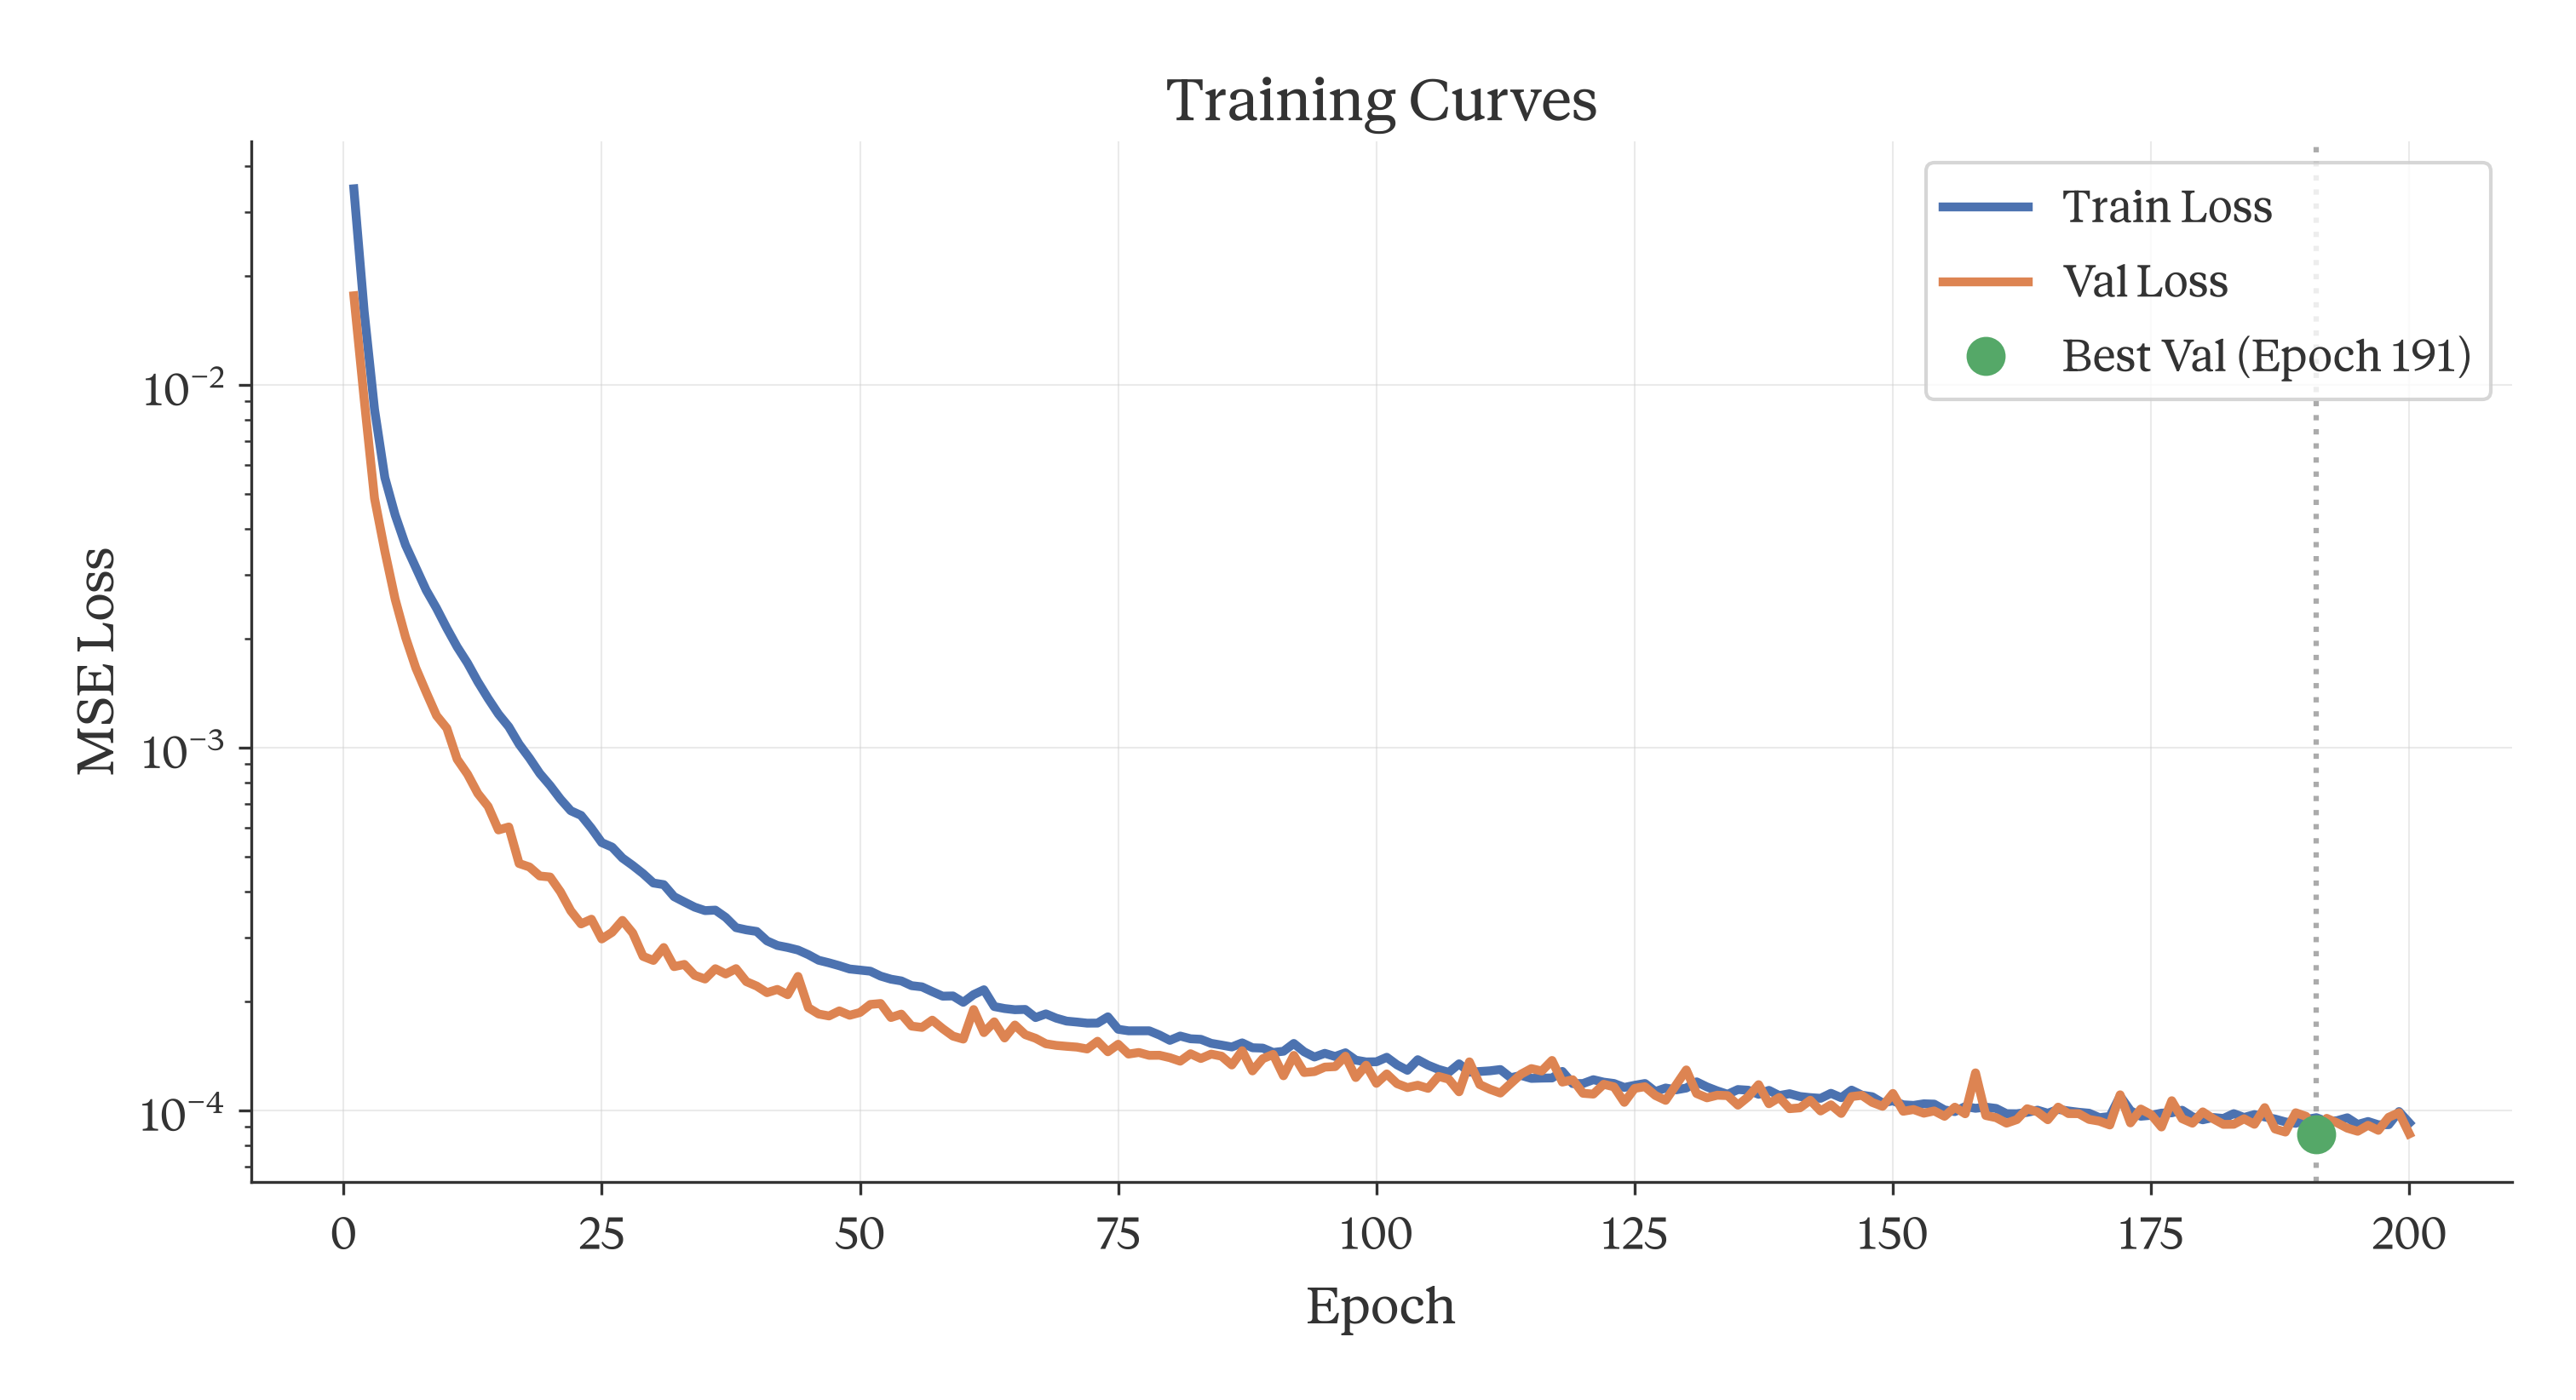 Training Curves
Train Loss
Val Loss
Best Val (Epoch 191)
MSE Loss
10⁻²
10⁻³
10⁻⁴
0 25 50 75 100 125 150 175 200
Epoch